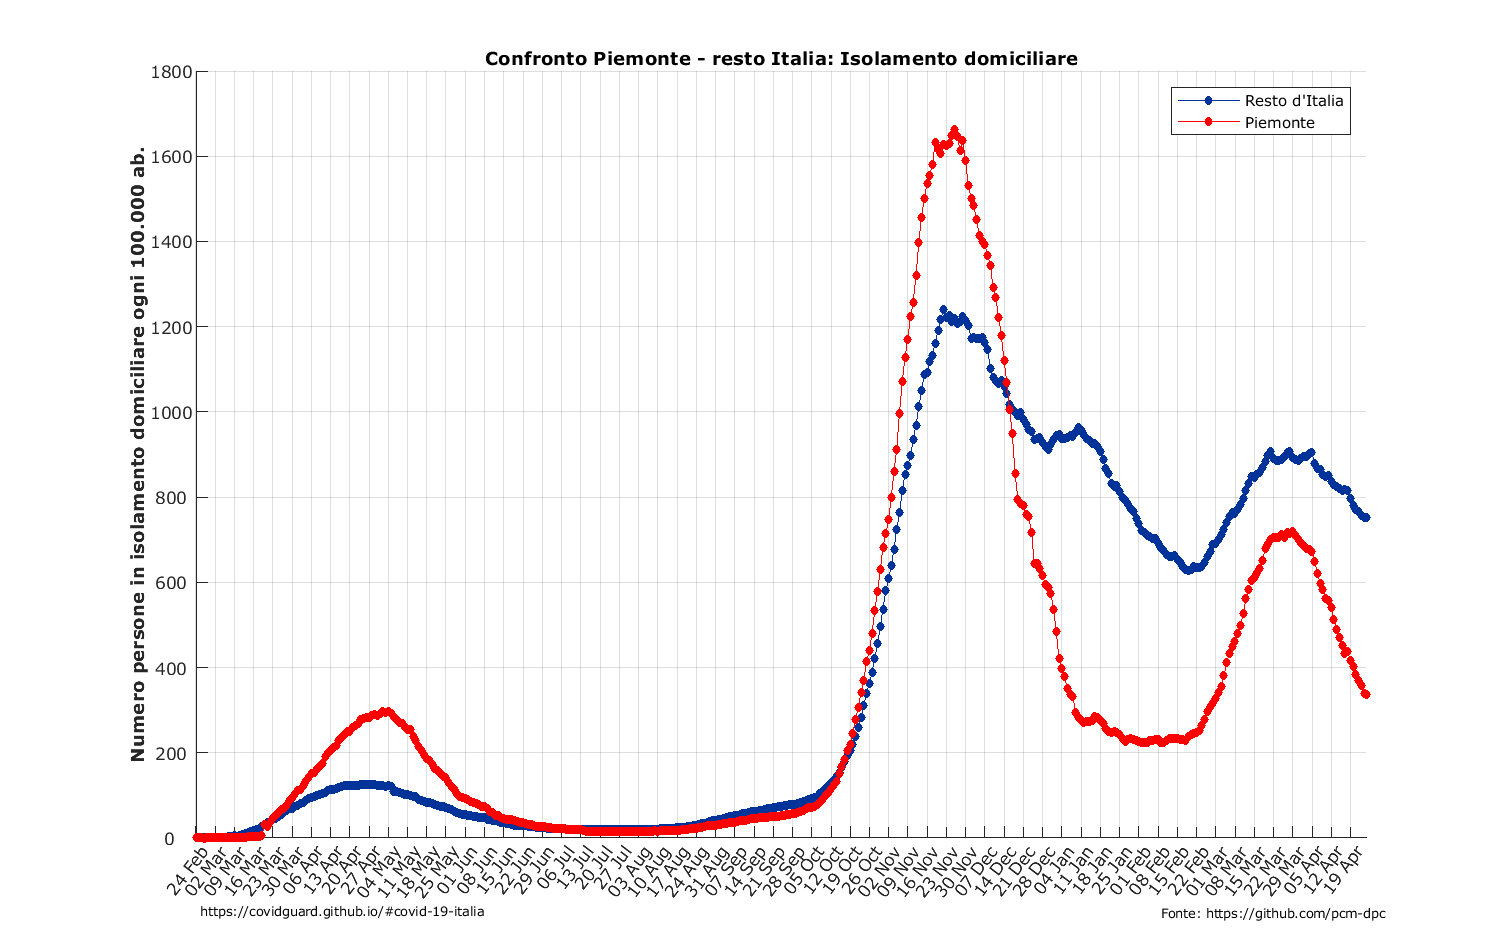 Confronto Piemonte - resto Italia: Isolamento domiciliare
Numero persone in isolamento domiciliare ogni 100.000 ab.
1800
1600
1400
1200
1000
800
600
400
200
0
Resto d'Italia
Piemonte
24 Feb
02 Mar
09 Mar
16 Mar
23 Mar
30 Mar
06 Apr
13 Apr
20 Apr
27 Apr
04 May
11 May
18 May
25 May
01 Jun
08 Jun
15 Jun
22 Jun
29 Jun
06 Jul
13 Jul
20 Jul
27 Jul
03 Aug
10 Aug
17 Aug
24 Aug
31 Aug
07 Sep
14 Sep
21 Sep
28 Sep
05 Oct
12 Oct
19 Oct
26 Oct
02 Nov
09 Nov
16 Nov
23 Nov
30 Nov
07 Dec
14 Dec
21 Dec
28 Dec
04 Jan
11 Jan
18 Jan
25 Jan
01 Feb
08 Feb
15 Feb
22 Feb
01 Mar
08 Mar
15 Mar
22 Mar
29 Mar
05 Apr
12 Apr
19 Apr
https://covidguard.github.io/#covid-19-italia
Fonte: https://github.com/pcm-dpc